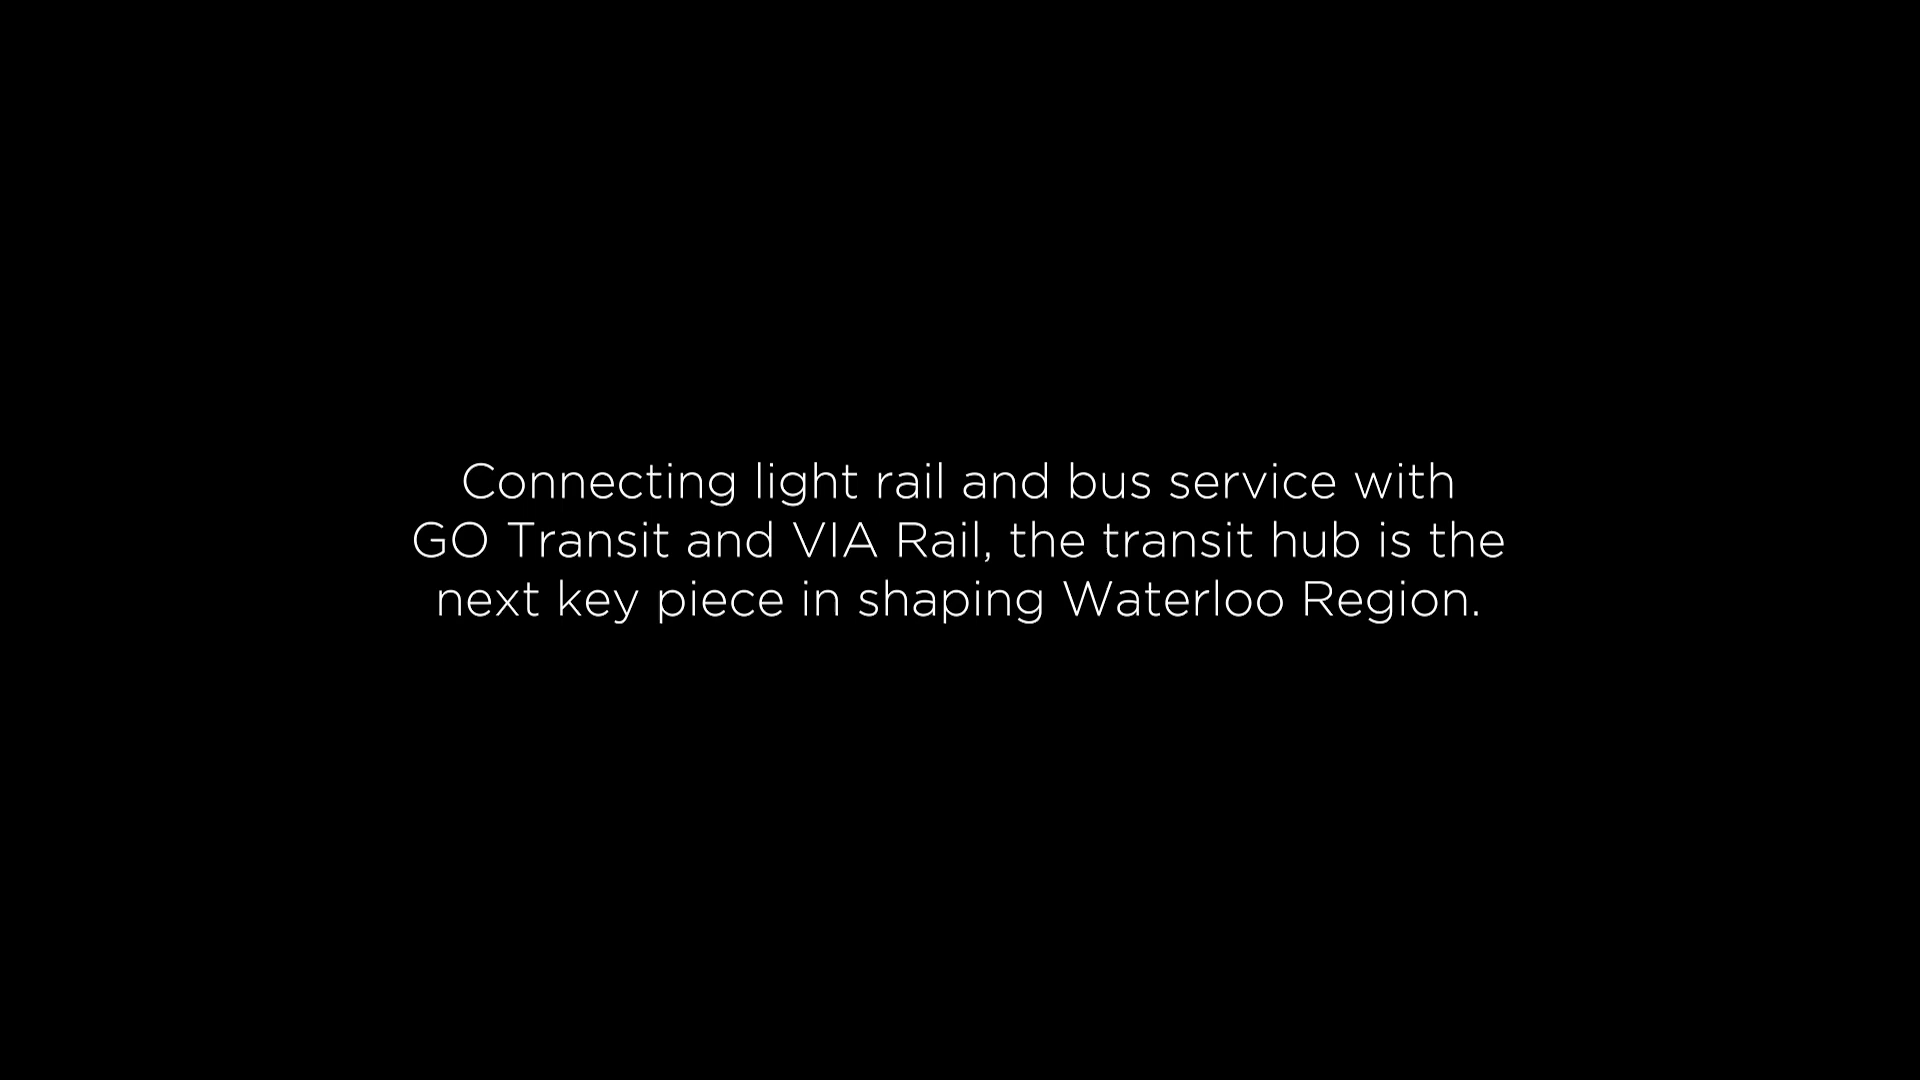 Connecting light rail and bus service with
GO Transit and VIA Rail, the transit hub is the
next key piece in shaping Waterloo Region.